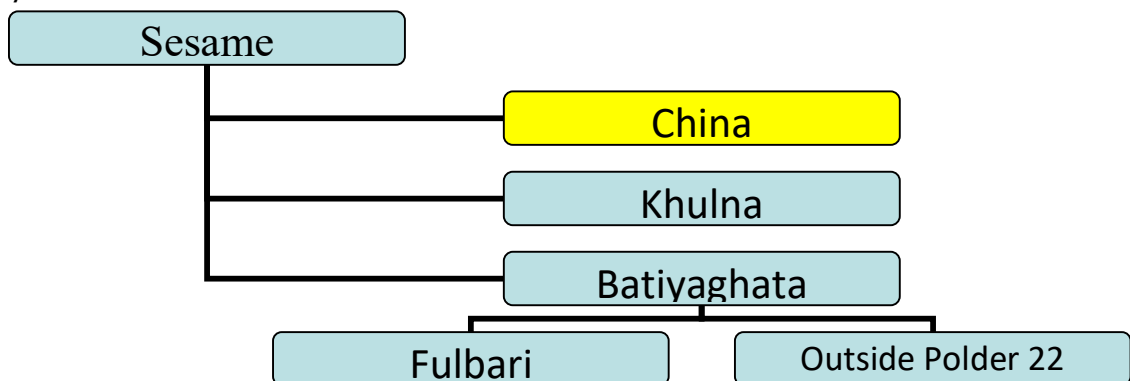 Sesame
China
Khulna
Batiyaghata
Fulbari
Outside Polder 22